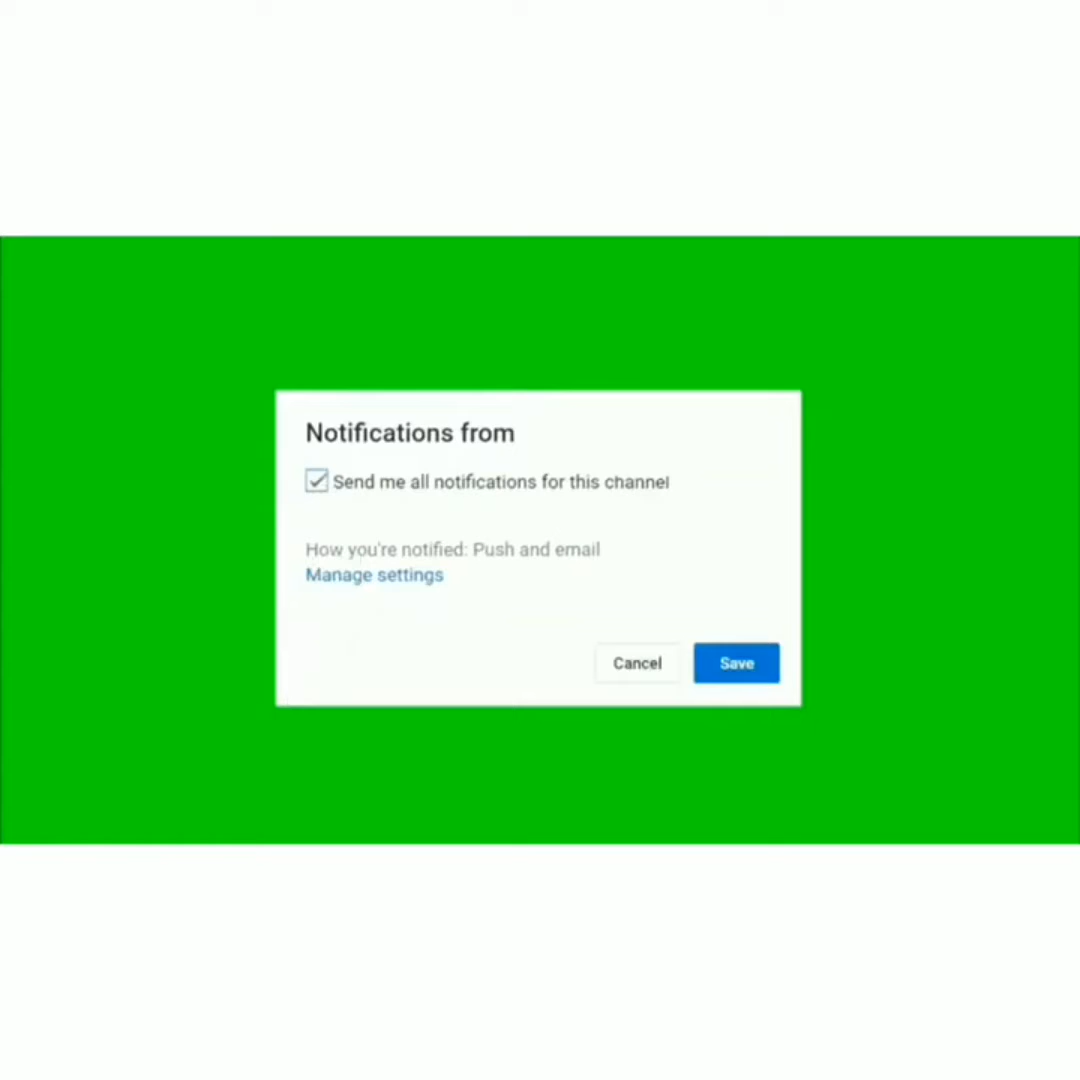 Notifications from
Send me all notifications for this channel
How you're notified: Push and email
Manage settings
Cancel Save